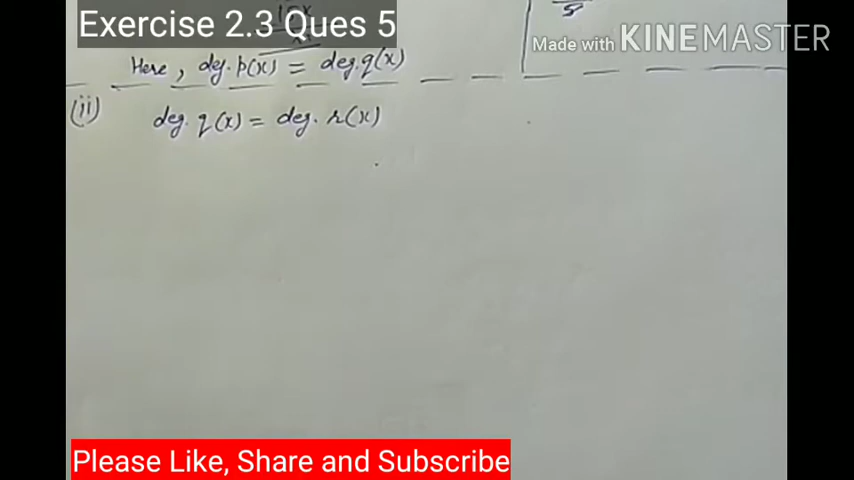 Exercise 2.3 Ques 5
Made with KINEMASTER
Here, deg. p(x) = deg. q(x)
(ii) deg. q(x) = deg. r(x)
Please Like, Share and Subscribe